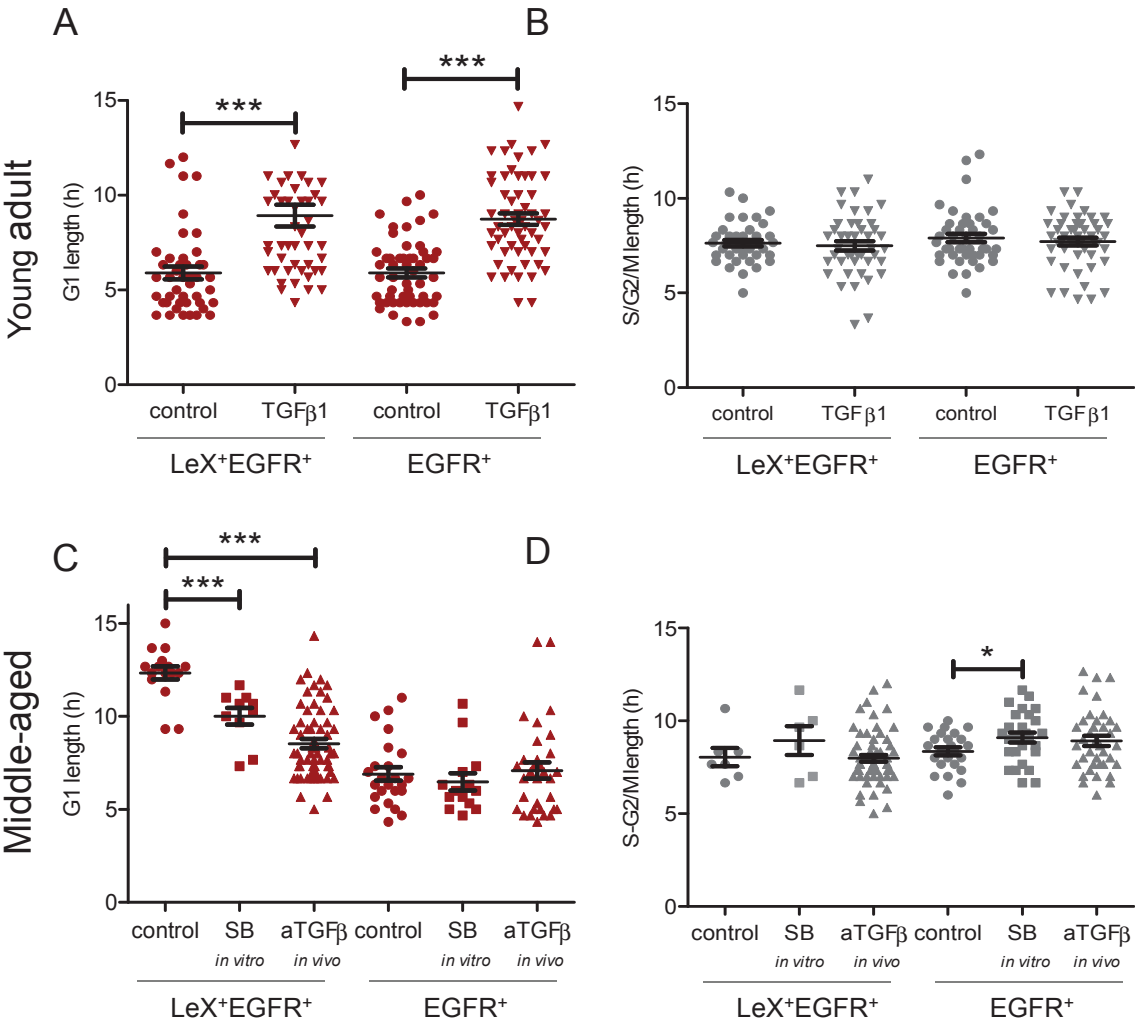 A
B
Young adult
G1 length (h)
15
10
5
0
***
***
control
TGFβ1
control
TGFβ1
LeX⁺EGFR⁺
EGFR⁺
S/G2/M length (h)
15
10
5
0
control
TGFβ1
control
TGFβ1
LeX⁺EGFR⁺
EGFR⁺
C
D
Middle-aged
G1 length (h)
15
10
5
0
***
***
control
SB
aTGFβ
control
SB
aTGFβ
in vitro
in vivo
in vitro
in vivo
LeX⁺EGFR⁺
EGFR⁺
S-G2/M length (h)
15
10
5
0
*
control
SB
aTGFβ
control
SB
aTGFβ
in vitro
in vivo
in vitro
in vivo
LeX⁺EGFR⁺
EGFR⁺